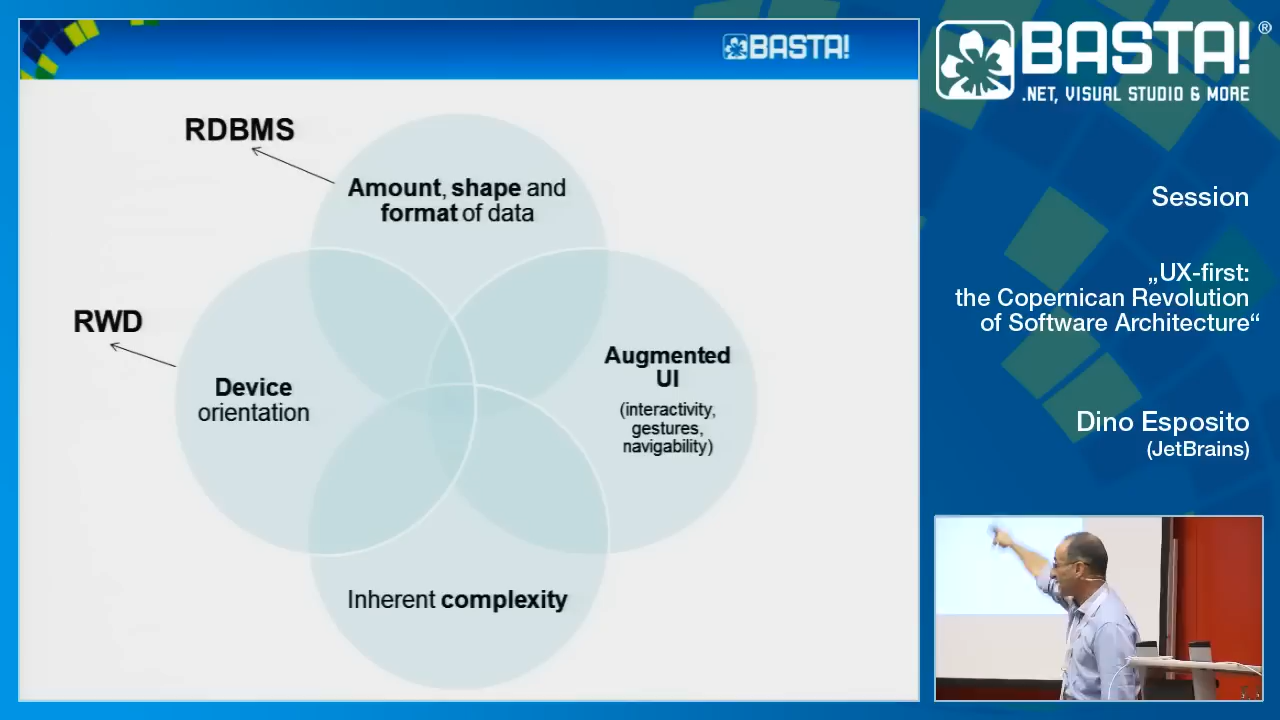 BASTA!
RDBMS
Amount, shape and
format of data
RWD
Device
orientation
Augmented
UI
(interactivity,
gestures,
navigability)
Inherent complexity
BASTA!®
.NET, VISUAL STUDIO & MORE
Session
„UX-first:
the Copernican Revolution
of Software Architecture“
Dino Esposito
(JetBrains)